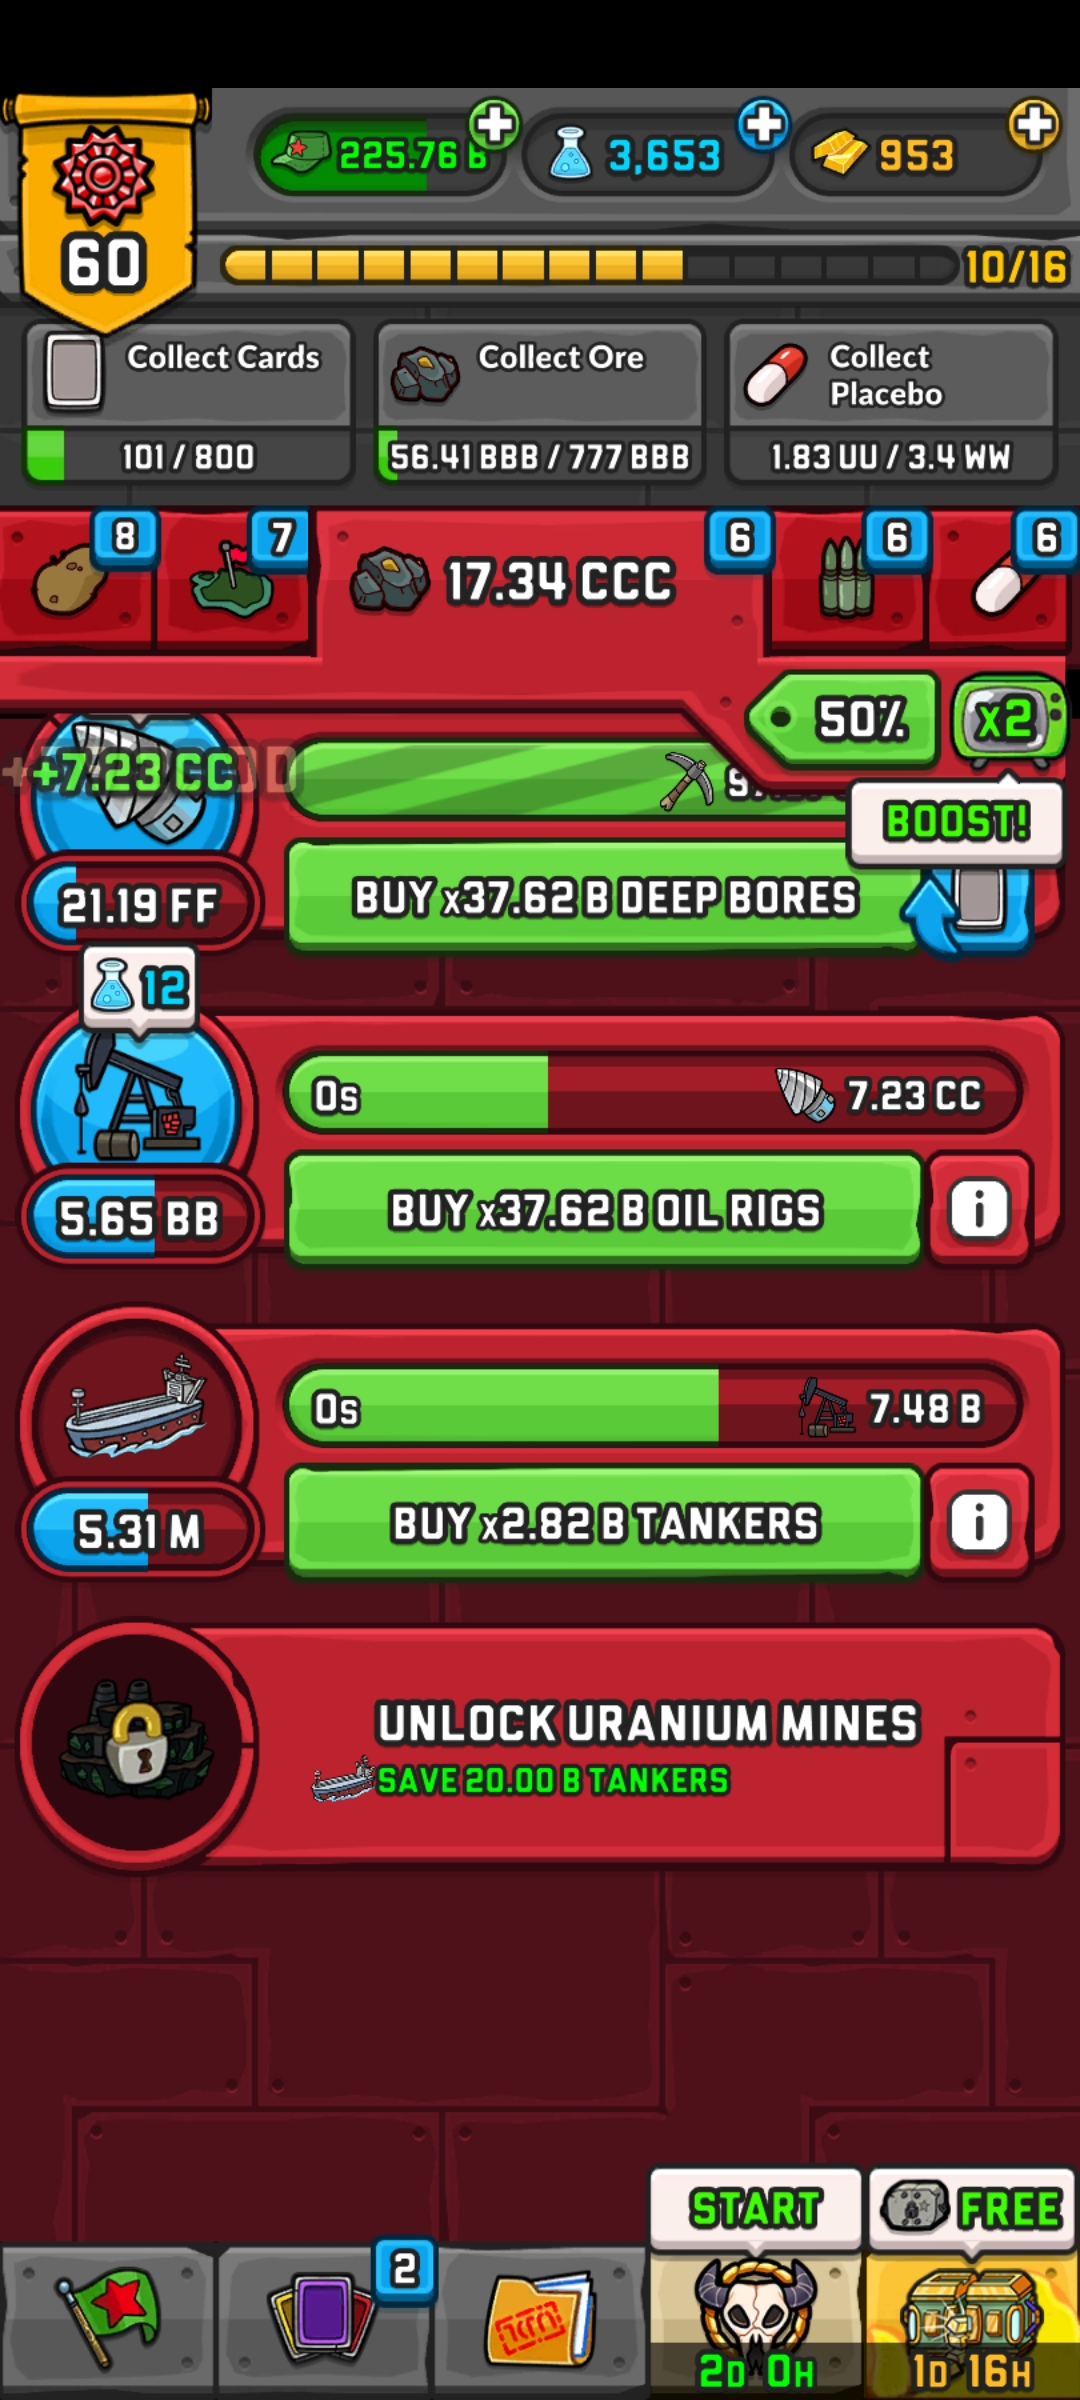 225.76 B
3,653
953
60
10/16
Collect Cards
101 / 800
Collect Ore
56.41 BBB / 777 BBB
Collect
Placebo
1.83 UU / 3.4 WW
8
7
17.34 CCC
6
6
6
50%
x2
BOOST!
+7.23 CC
21.19 FF
BUY x37.62 B DEEP BORES
12
0s
7.23 CC
5.65 BB
BUY x37.62 B OIL RIGS
i
0s
7.48 B
5.31 M
BUY x2.82 B TANKERS
i
UNLOCK URANIUM MINES
SAVE 20.00 B TANKERS
START
FREE
2
2D 0H
1D 16H